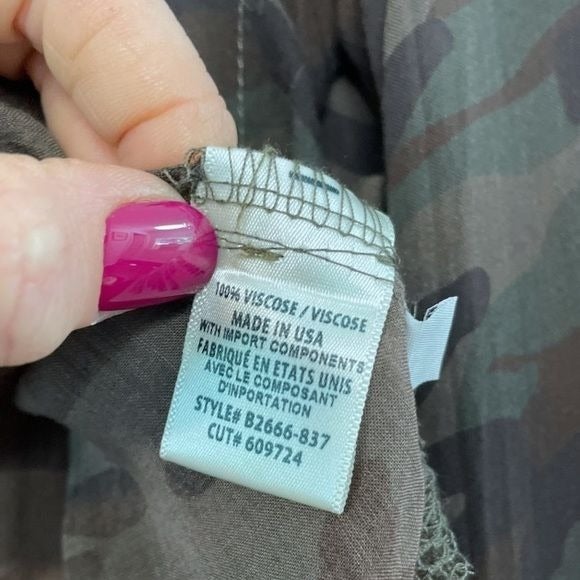 100% VISCOSE / VISCOSE
MADE IN USA
WITH IMPORT COMPONENTS
FABRIQUÉ EN ETATS UNIS
AVEC LE COMPOSANT
D'INPORTATION
STYLE# B2666-837
CUT# 609724